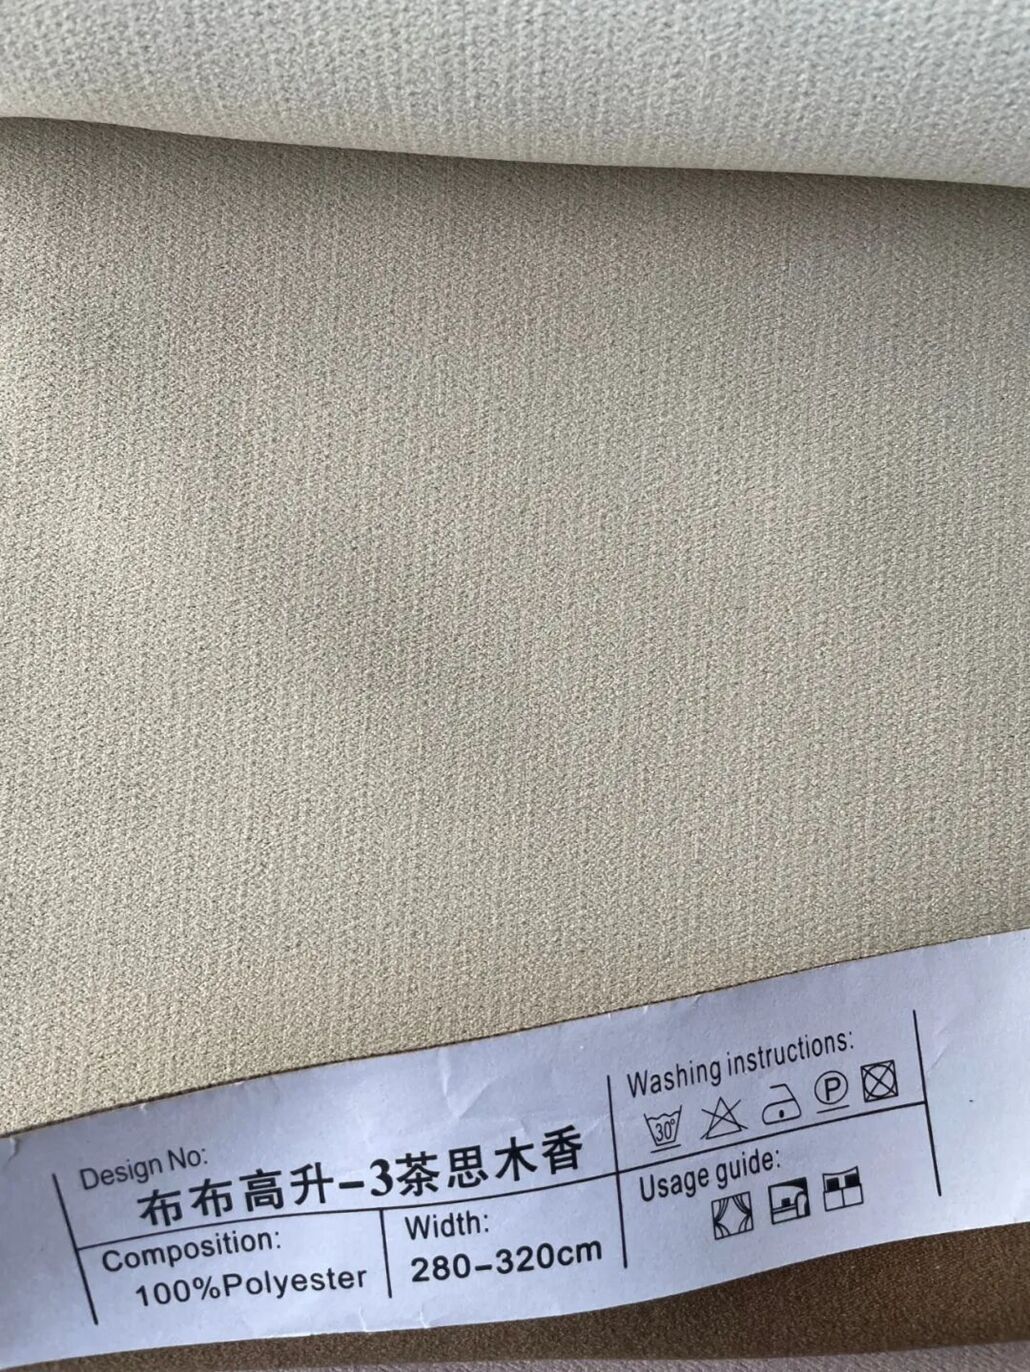 Design No:
布布高升-3茶思木香
Composition:
100%Polyester
Width:
280-320cm
Washing instructions:
30°
P
Usage guide: